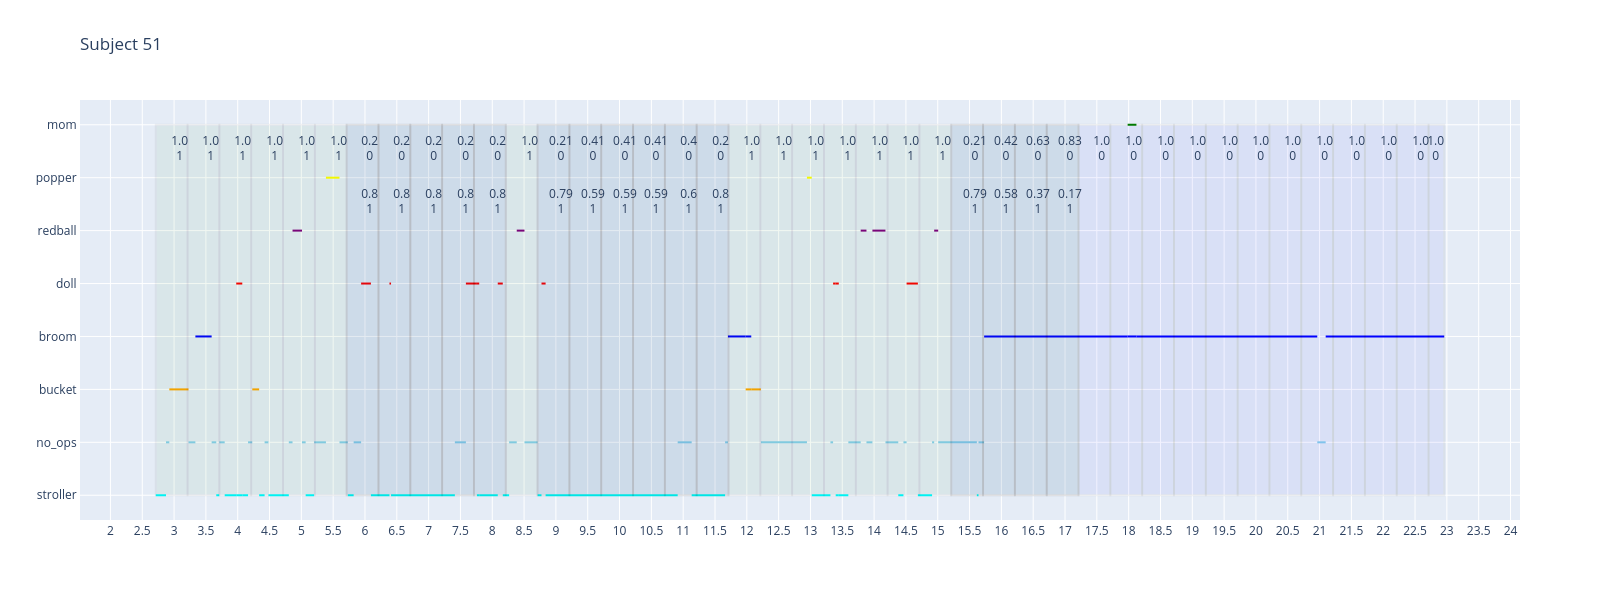 Subject 51
mom
1.0 1.0 1.0 1.0 1.0 1.0 0.2 0.2 0.2 0.2 0.2 1.0 0.21 0.41 0.41 0.41 0.4 0.2 1.0 1.0 1.0 1.0 1.0 1.0 1.0 0.21 0.42 0.63 0.83 1.0 1.0 1.0 1.0 1.0 1.0 1.0 1.0 1.0 1.0 1.0 1.0
1 1 1 1 1 1 0 0 0 0 0 1 0 0 0 0 0 0 1 1 1 1 1 1 1 0 0 0 0 0 0 0 0 0 0 0 0 0 0 0 0
popper
0.8 0.8 0.8 0.8 0.8 0.79 0.59 0.59 0.59 0.6 0.8 0.79 0.58 0.37 0.17
1 1 1 1 1 1 1 1 1 1 1 1 1 1 1
redball
doll
broom
bucket
no_ops
stroller
2 2.5 3 3.5 4 4.5 5 5.5 6 6.5 7 7.5 8 8.5 9 9.5 10 10.5 11 11.5 12 12.5 13 13.5 14 14.5 15 15.5 16 16.5 17 17.5 18 18.5 19 19.5 20 20.5 21 21.5 22 22.5 23 23.5 24